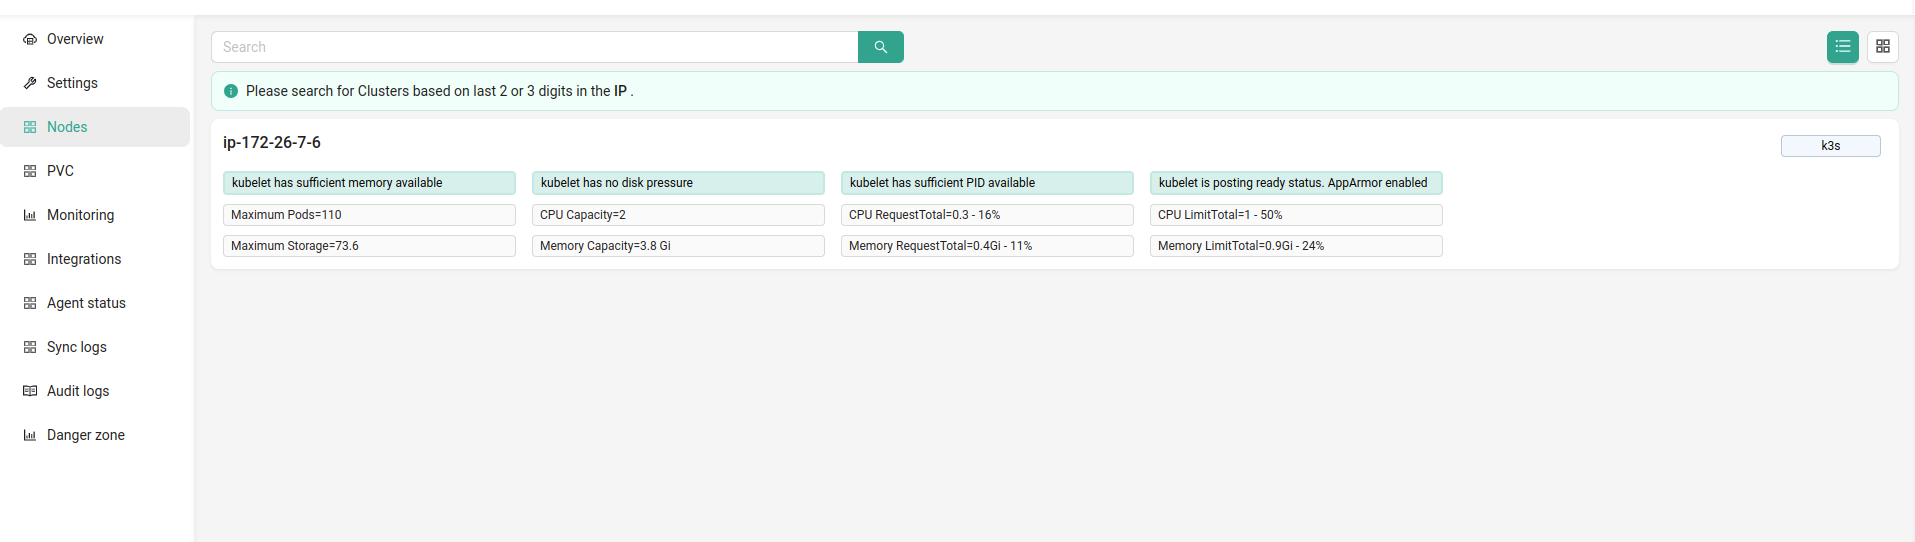 Overview
Settings
Nodes
PVC
Monitoring
Integrations
Agent status
Sync logs
Audit logs
Danger zone
Search
Please search for Clusters based on last 2 or 3 digits in the IP .
ip-172-26-7-6
k3s
kubelet has sufficient memory available
kubelet has no disk pressure
kubelet has sufficient PID available
kubelet is posting ready status. AppArmor enabled
Maximum Pods=110
CPU Capacity=2
CPU RequestTotal=0.3 - 16%
CPU LimitTotal=1 - 50%
Maximum Storage=73.6
Memory Capacity=3.8 Gi
Memory RequestTotal=0.4Gi - 11%
Memory LimitTotal=0.9Gi - 24%